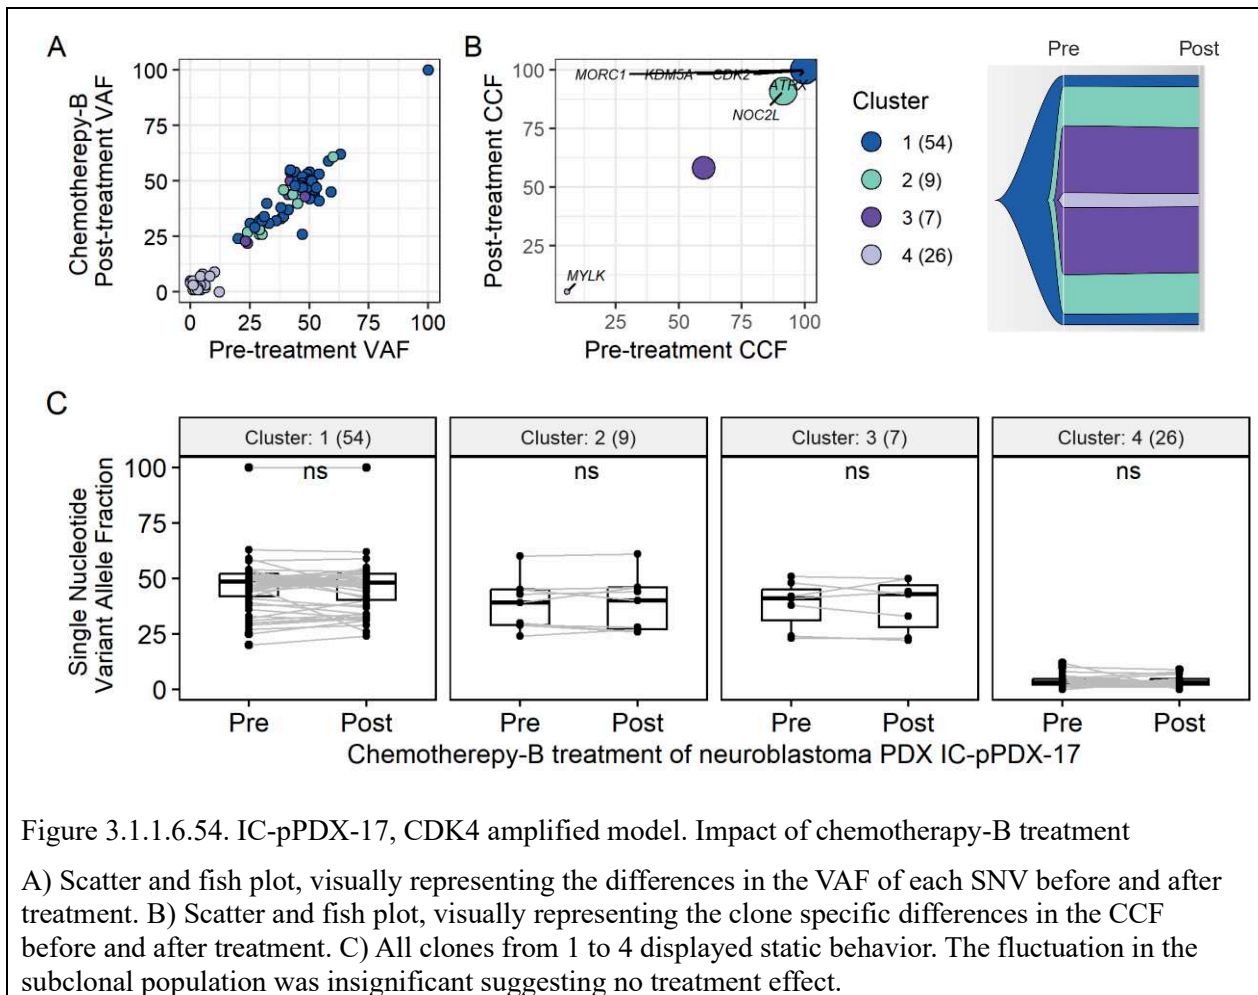 A
Chemotherepy-B
Post-treatment VAF
100
75
50
25
0
0 25 50 75 100
Pre-treatment VAF
B
Post-treatment CCF
100
75
50
25
MORC1 KDM5A CDK2
ATRX
NOC2L
MYLK
25 50 75 100
Pre-treatment CCF
Cluster
1 (54)
2 (9)
3 (7)
4 (26)
Pre Post
C
Single Nucleotide
Variant Allele Fraction
Cluster: 1 (54) Cluster: 2 (9) Cluster: 3 (7) Cluster: 4 (26)
100
75
50
25
0
ns ns ns ns
Pre Post Pre Post Pre Post Pre Post
Chemotherepy-B treatment of neuroblastoma PDX IC-pPDX-17
Figure 3.1.1.6.54. IC-pPDX-17, CDK4 amplified model. Impact of chemotherapy-B treatment
A) Scatter and fish plot, visually representing the differences in the VAF of each SNV before and after
treatment. B) Scatter and fish plot, visually representing the clone specific differences in the CCF
before and after treatment. C) All clones from 1 to 4 displayed static behavior. The fluctuation in the
subclonal population was insignificant suggesting no treatment effect.